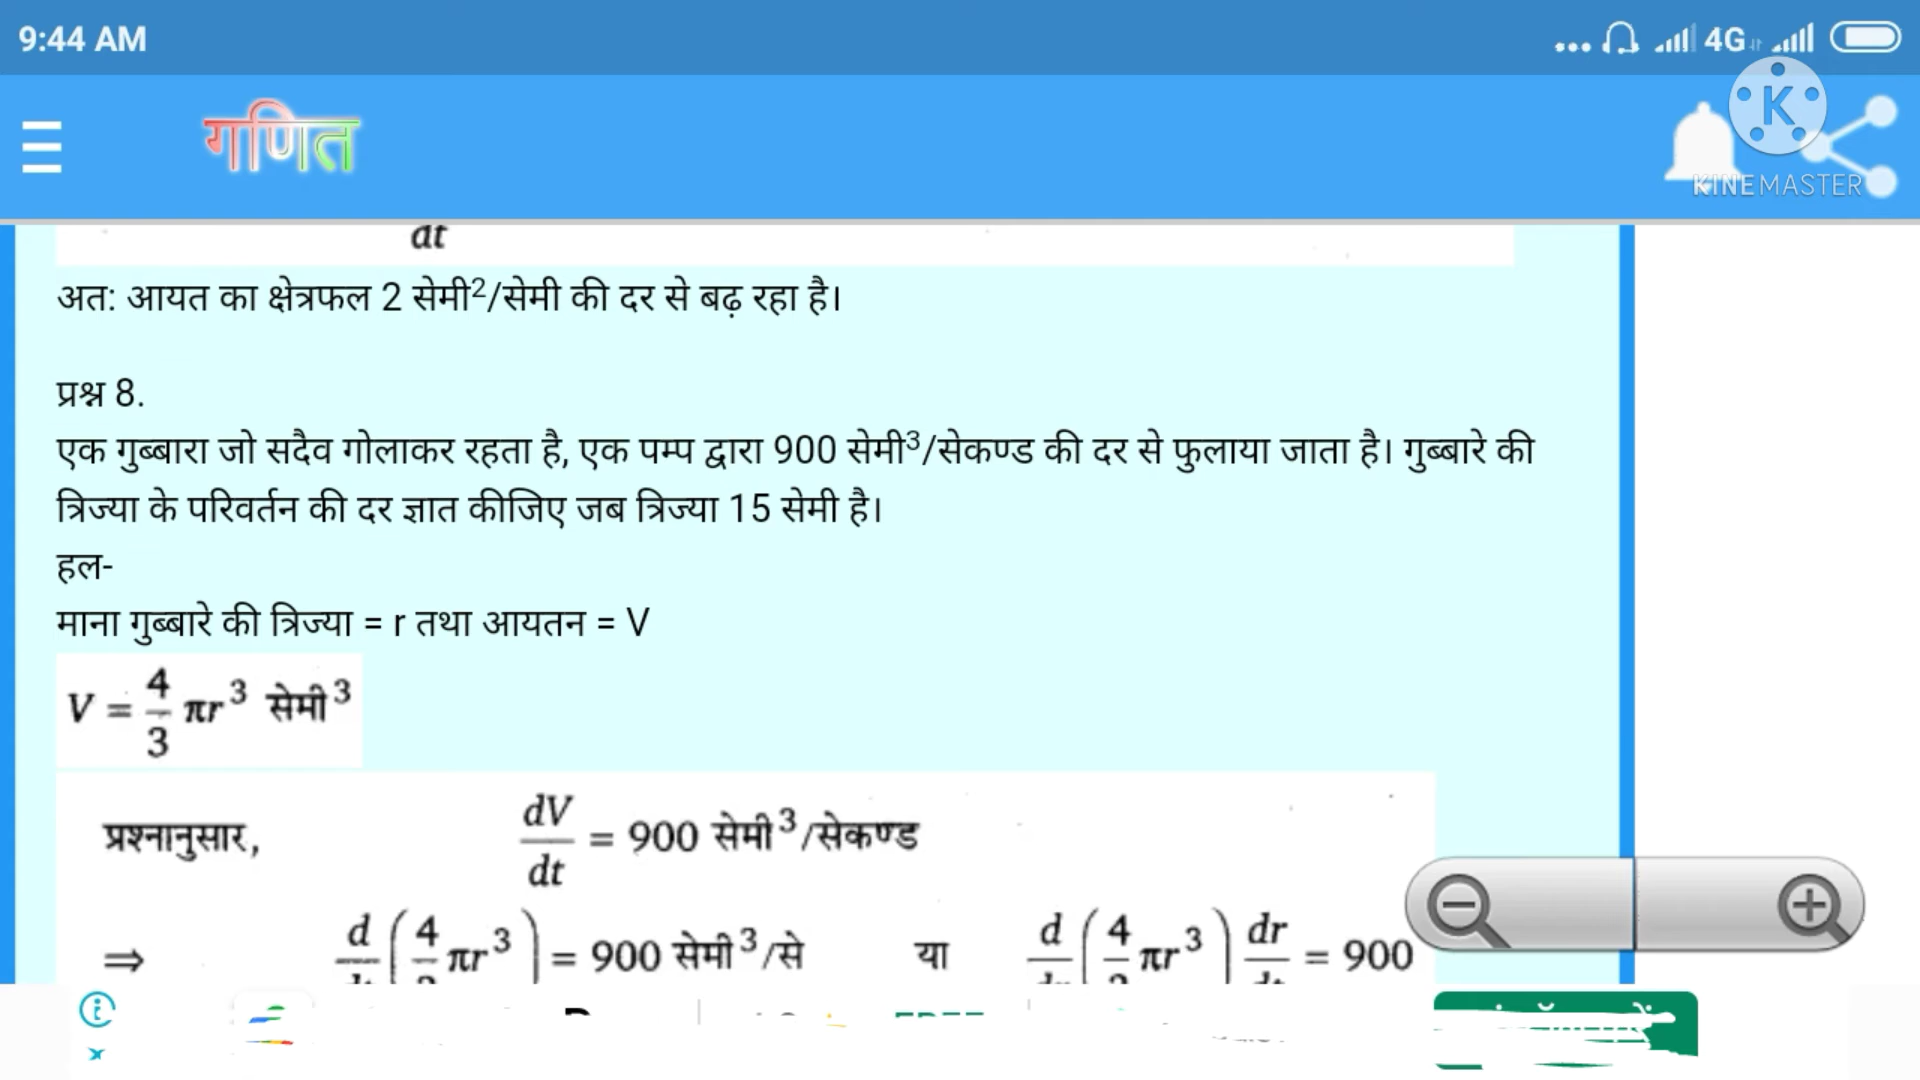 9:44 AM
4G
गणित
KINEMASTER
dt
अत: आयत का क्षेत्रफल 2 सेमी²/सेमी की दर से बढ़ रहा है।
प्रश्न 8.
एक गुब्बारा जो सदैव गोलाकर रहता है, एक पम्प द्वारा 900 सेमी³/सेकण्ड की दर से फुलाया जाता है। गुब्बारे की
त्रिज्या के परिवर्तन की दर ज्ञात कीजिए जब त्रिज्या 15 सेमी है।
हल-
माना गुब्बारे की त्रिज्या = r तथा आयतन = V
V = 4/3 πr³ सेमी³
प्रश्नानुसार, dV/dt = 900 सेमी³/सेकण्ड
⇒ d/dt (4/3 πr³) = 900 सेमी³/से या d/dr (4/3 πr³) dr/dt = 900